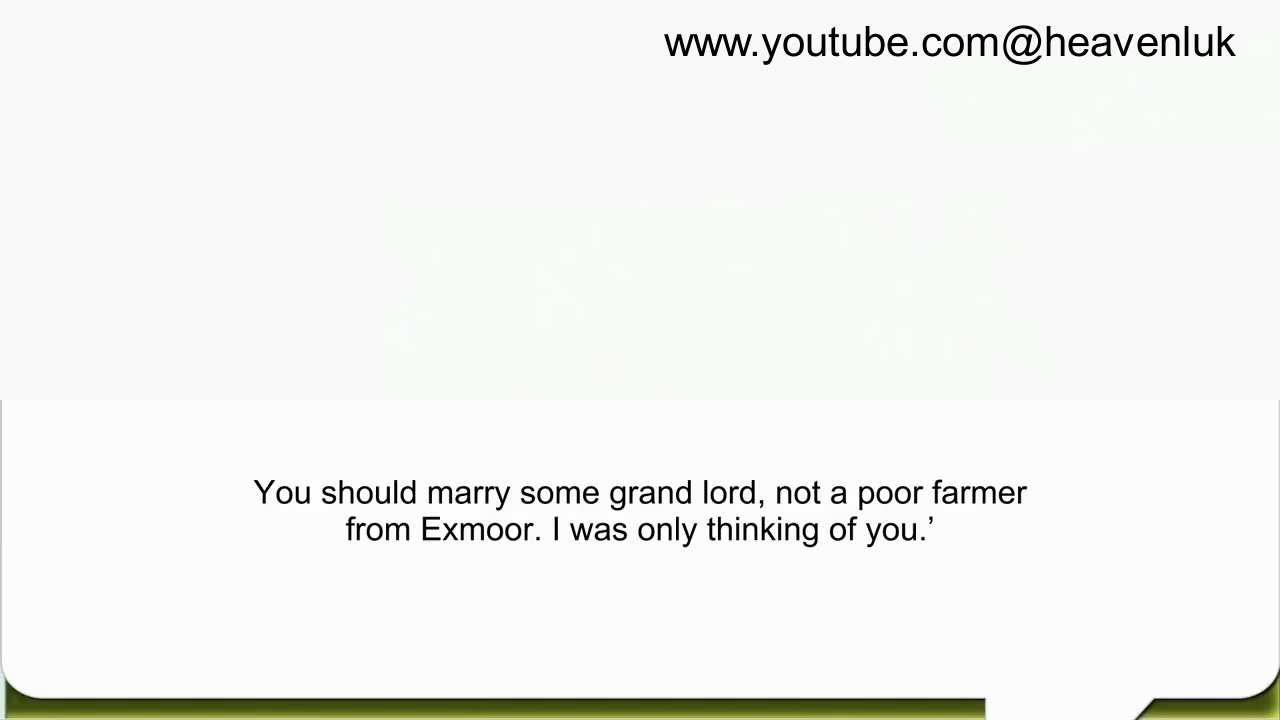 www.youtube.com@heavenluk
You should marry some grand lord, not a poor farmer
from Exmoor. I was only thinking of you.’